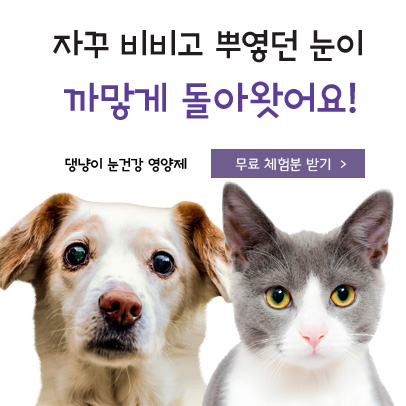 자꾸 비비고 뿌옇던 눈이
까맣게 돌아왓어요!
댕냥이 눈건강 영양제
무료 체험분 받기 >